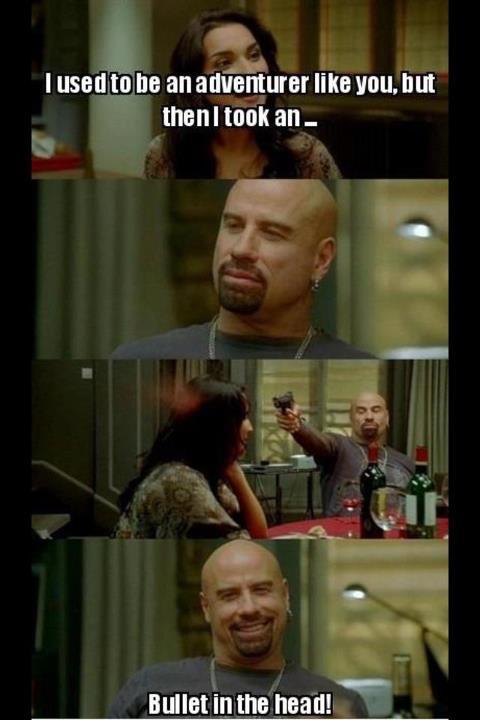 I used to be an adventurer like you, but
then I took an ...
Bullet in the head!